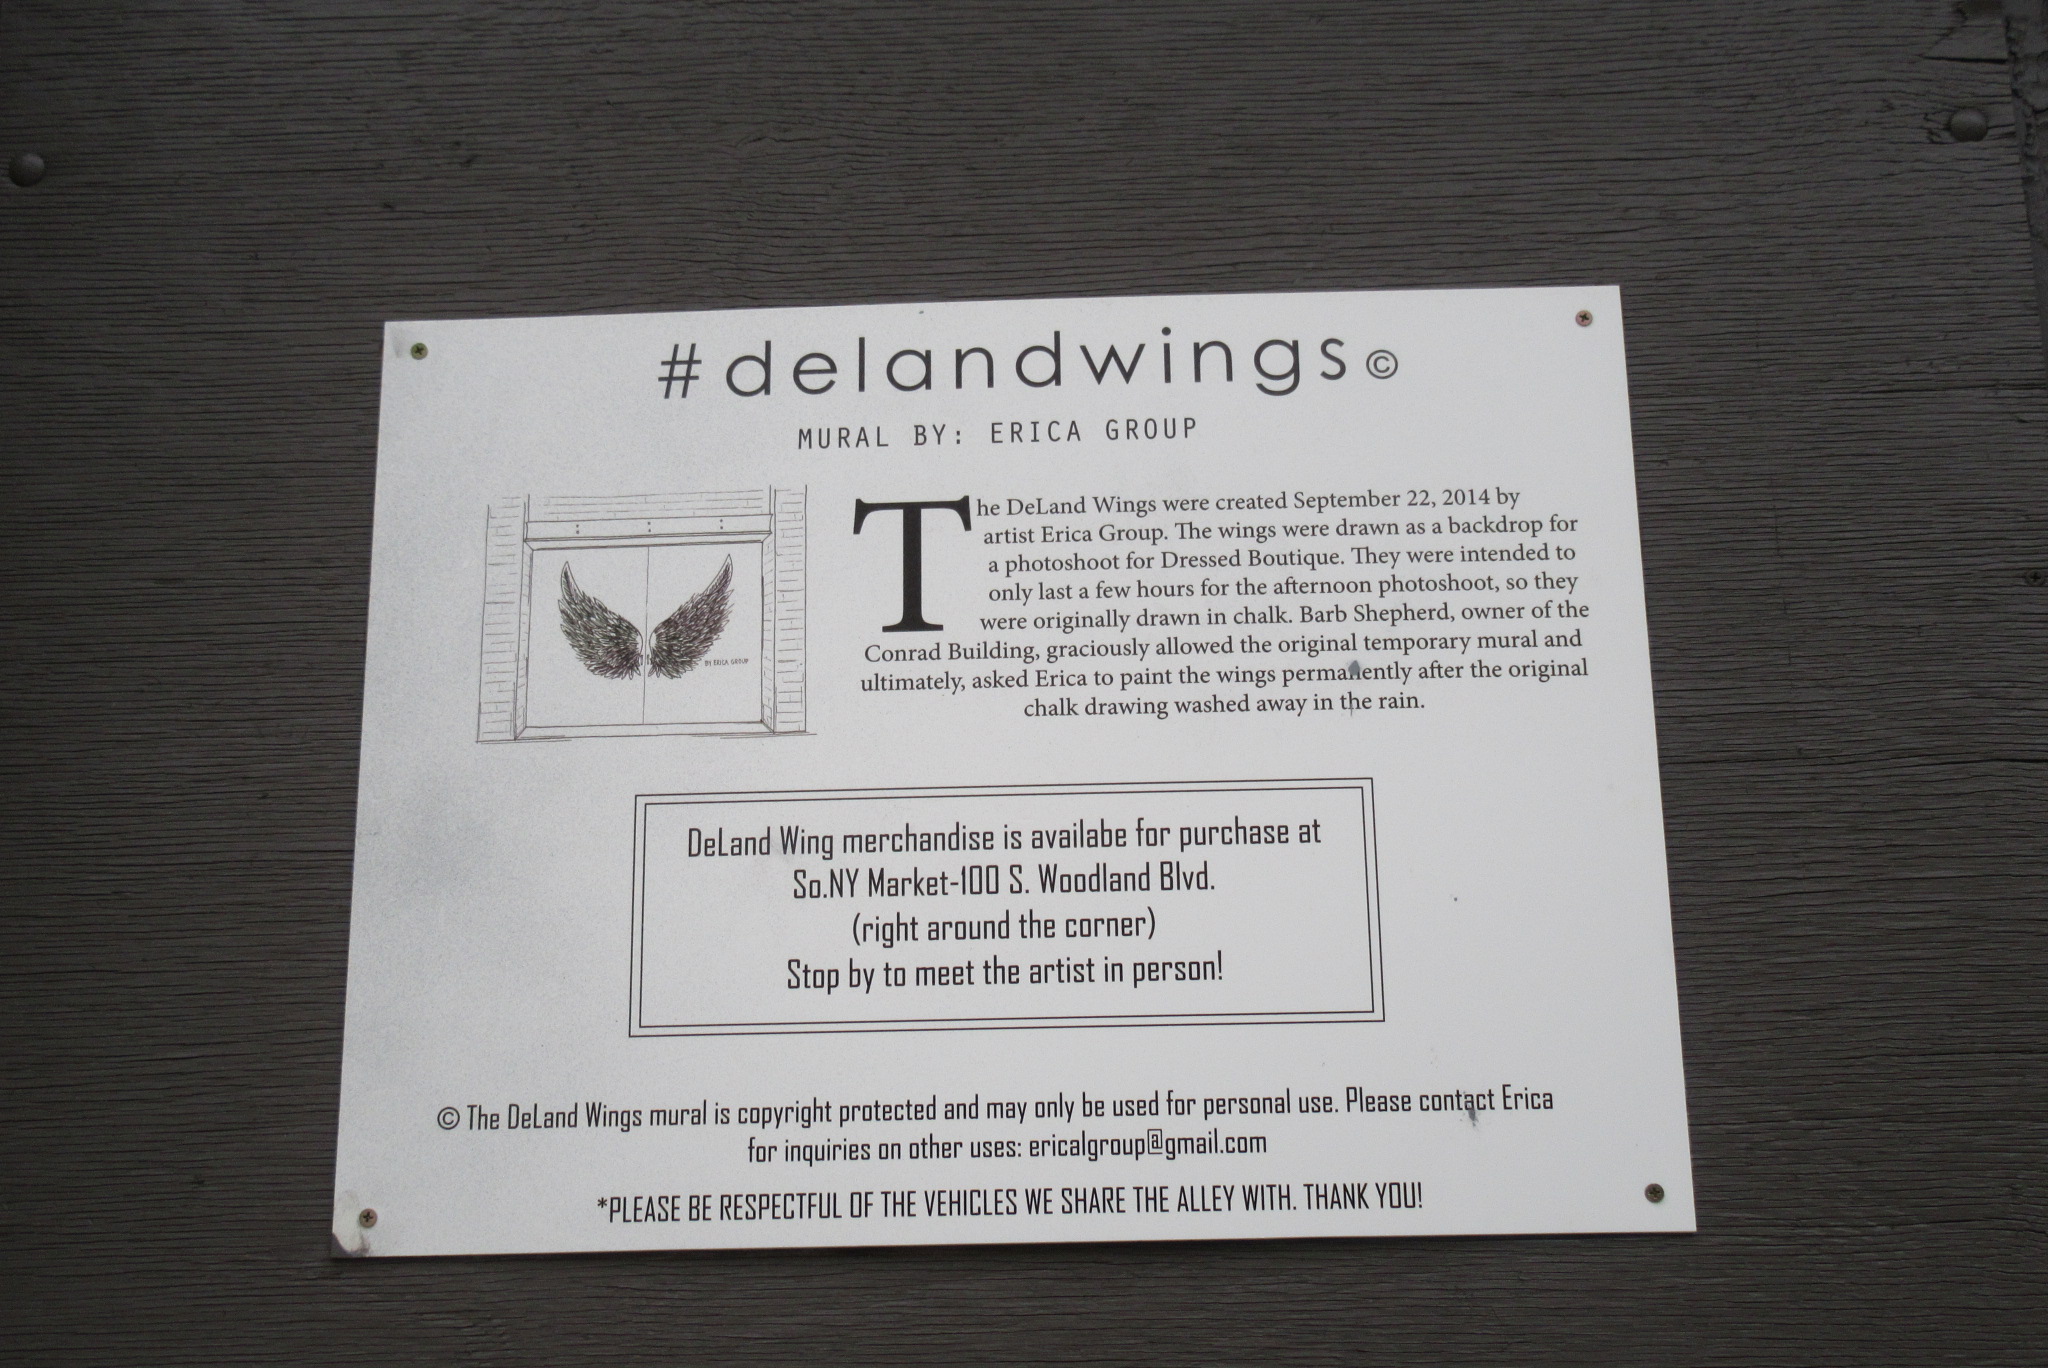 #delandwings©
MURAL BY: ERICA GROUP
BY ERICA GROUP
The DeLand Wings were created September 22, 2014 by
artist Erica Group. The wings were drawn as a backdrop for
a photoshoot for Dressed Boutique. They were intended to
only last a few hours for the afternoon photoshoot, so they
were originally drawn in chalk. Barb Shepherd, owner of the
Conrad Building, graciously allowed the original temporary mural and
ultimately, asked Erica to paint the wings permanently after the original
chalk drawing washed away in the rain.
DeLand Wing merchandise is availabe for purchase at
So.NY Market-100 S. Woodland Blvd.
(right around the corner)
Stop by to meet the artist in person!
© The DeLand Wings mural is copyright protected and may only be used for personal use. Please contact Erica
for inquiries on other uses: ericalgroup@gmail.com
*PLEASE BE RESPECTFUL OF THE VEHICLES WE SHARE THE ALLEY WITH. THANK YOU!